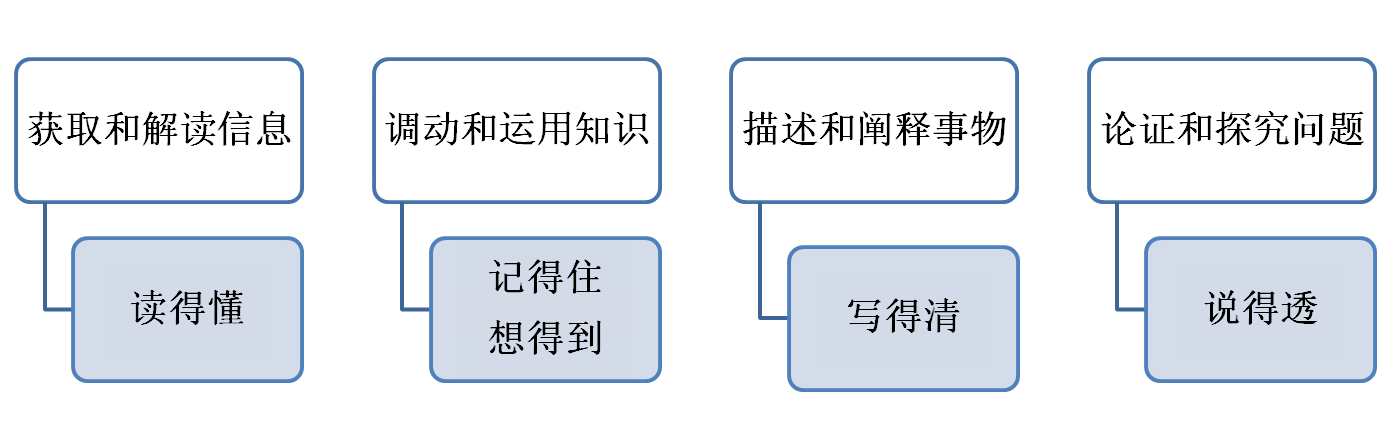 获取和解读信息
读得懂
调动和运用知识
记得住
想得到
描述和阐释事物
写得清
论证和探究问题
说得透